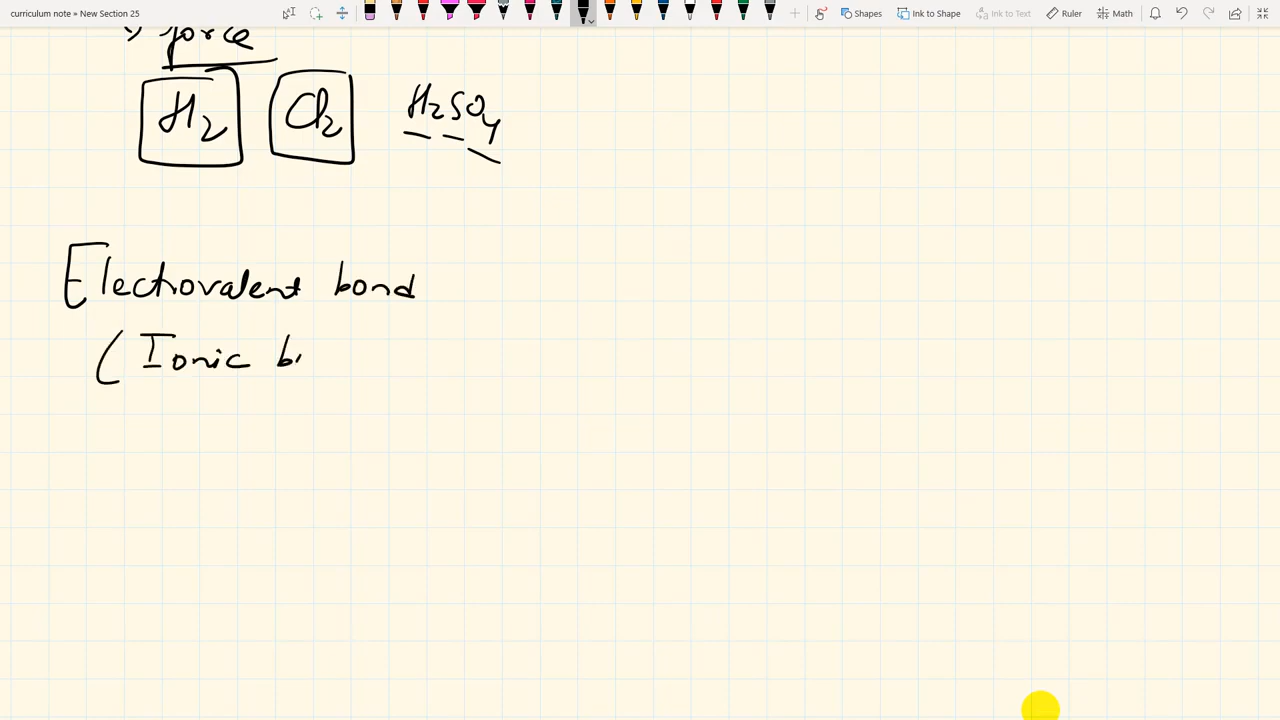 curriculum note » New Section 25
Shapes Ink to Shape Ink to Text Ruler Math
force
H2 Cl2 H2SO4
Electrovalent bond
( Ionic b